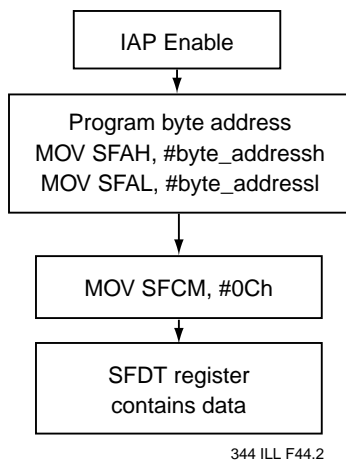 IAP Enable
Program byte address
MOV SFAH, #byte_addressh
MOV SFAL, #byte_addressl
MOV SFCM, #0Ch
SFDT register
contains data
344 ILL F44.2